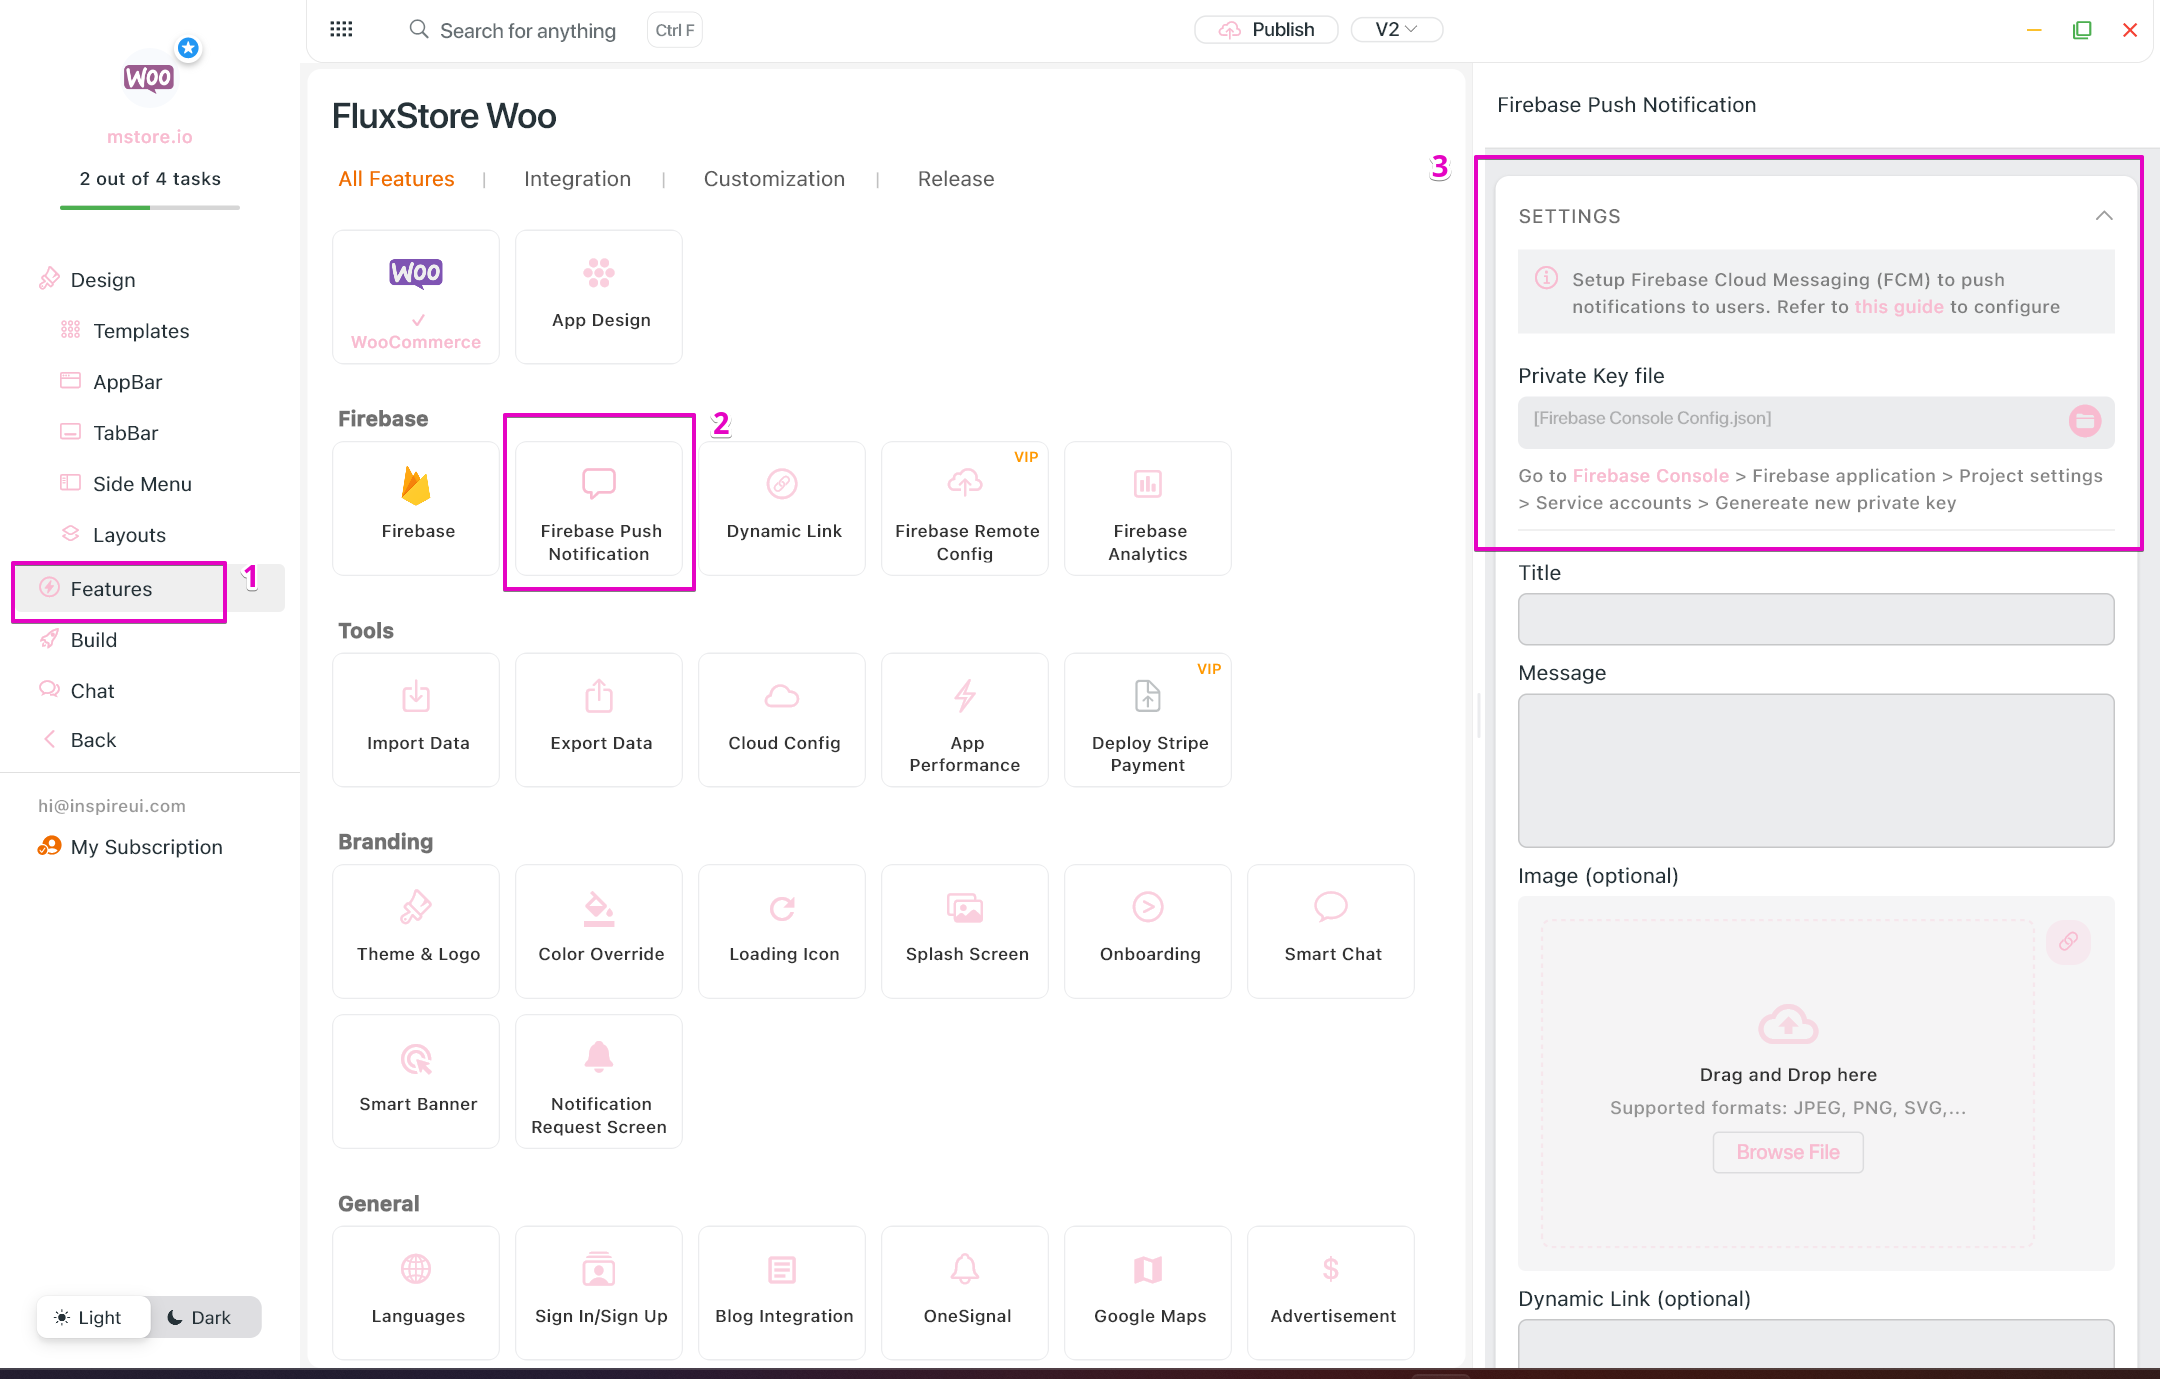 WOO
mstore.io
2 out of 4 tasks
Design
Templates
AppBar
TabBar
Side Menu
Layouts
Features
1
Build
Chat
Back
hi@inspireui.com
My Subscription
Light
Dark
Search for anything
Ctrl F
Publish
V2
FluxStore Woo
All Features | Integration | Customization | Release
WOO
WooCommerce
App Design
Firebase
2
Firebase
Firebase Push
Notification
Dynamic Link
VIP
Firebase Remote
Config
Firebase
Analytics
Tools
Import Data
Export Data
Cloud Config
App
Performance
VIP
Deploy Stripe
Payment
Branding
Theme & Logo
Color Override
Loading Icon
Splash Screen
Onboarding
Smart Chat
Smart Banner
Notification
Request Screen
General
Languages
Sign In/Sign Up
Blog Integration
OneSignal
Google Maps
Advertisement
Firebase Push Notification
3
SETTINGS
Setup Firebase Cloud Messaging (FCM) to push
notifications to users. Refer to this guide to configure
Private Key file
[Firebase Console Config.json]
Go to Firebase Console > Firebase application > Project settings
> Service accounts > Genereate new private key
Title
Message
Image (optional)
Drag and Drop here
Supported formats: JPEG, PNG, SVG,...
Browse File
Dynamic Link (optional)